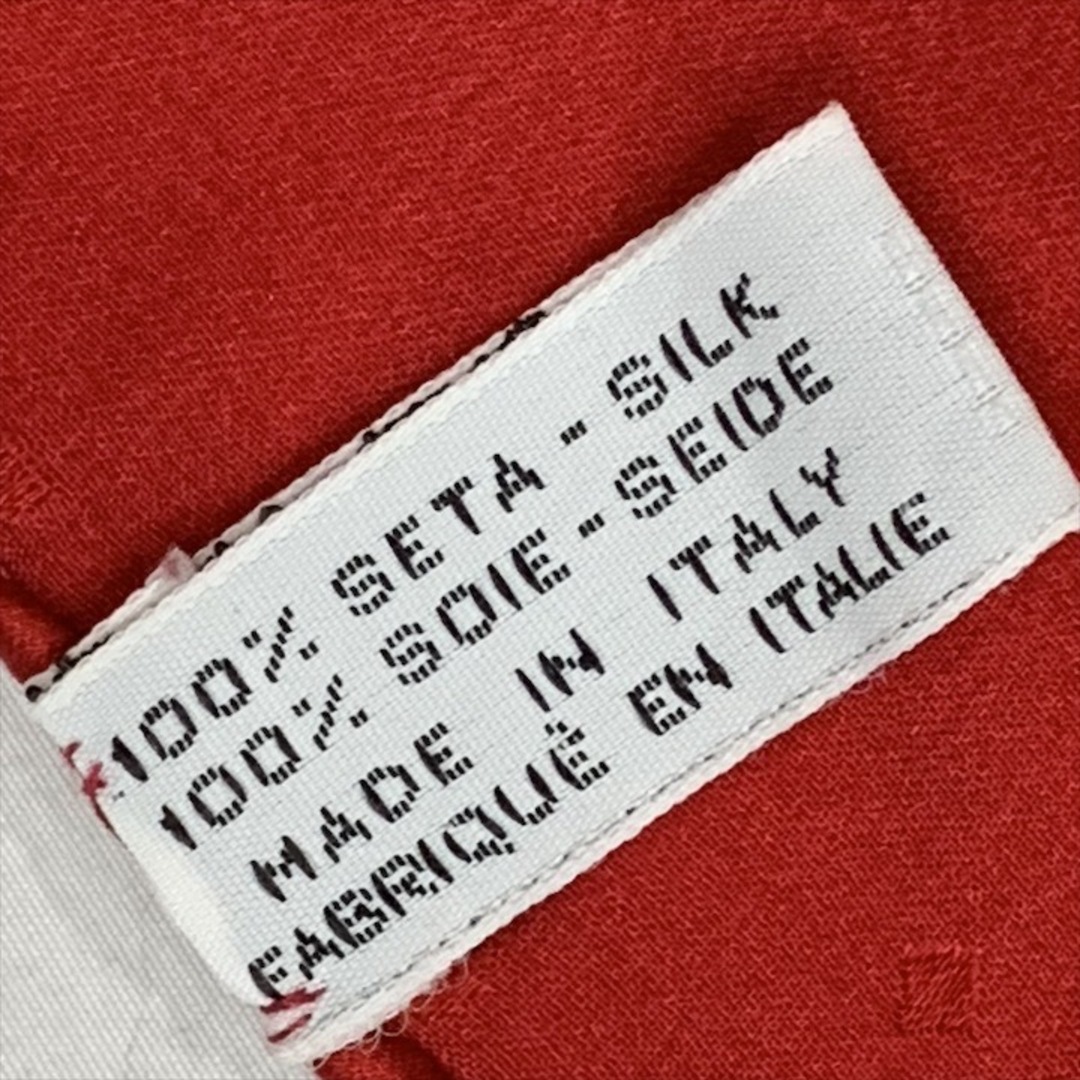 100% SETA - SILK
100% SOIE - SEIDE
MADE IN ITALY
FABRIQUÉ EN ITALIE